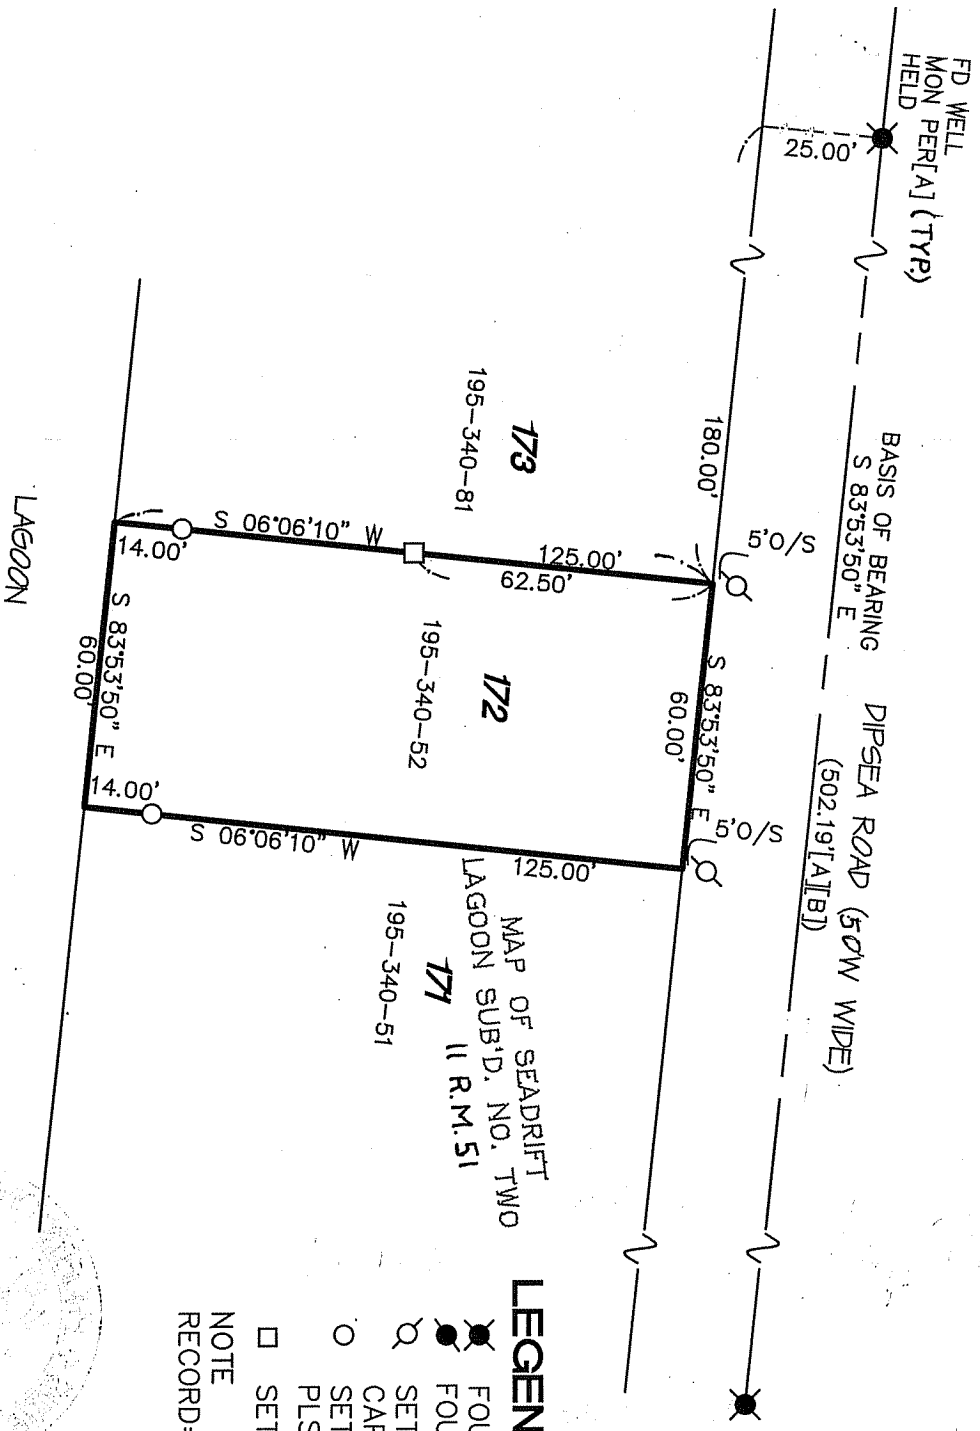 FD WELL
MON PER[A] (TYP.)
HELD
25.00'
BASIS OF BEARING
S 83°53'50" E
DIPSEA ROAD (50'W WIDE)
(502.19'[A][B])
180.00'
5'O/S
5'O/S
S 83°53'50" E
60.00'
173
195-340-81
S 06°06'10" W
125.00'
62.50'
14.00'
172
195-340-52
S 83°53'50" E
60.00'
14.00'
S 06°06'10" W
125.00'
LAGOON
MAP OF SEADRIFT
LAGOON SUB'D. NO. TWO
11 R.M. 51
171
195-340-51
LEGEN
FOU
FOU
SET
CAP
SET
PLS
SET
NOTE
RECORD=